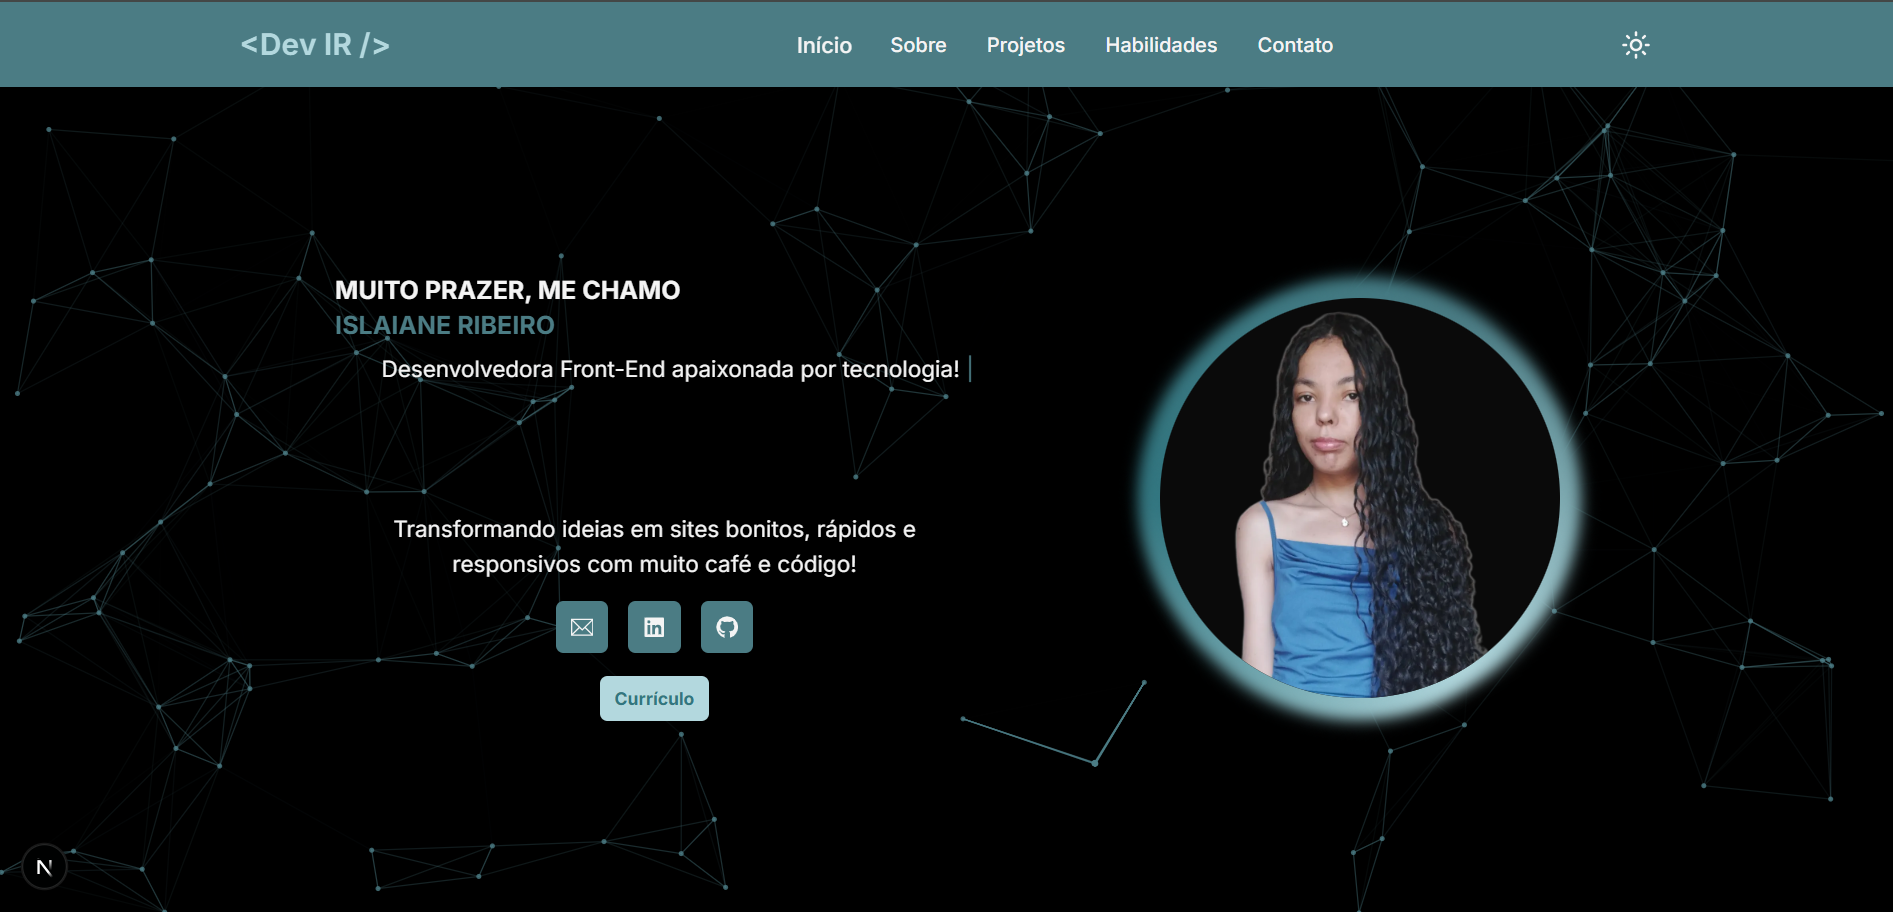 <Dev IR />
Início
Sobre
Projetos
Habilidades
Contato
MUITO PRAZER, ME CHAMO
ISLAIANE RIBEIRO
Desenvolvedora Front-End apaixonada por tecnologia! |
Transformando ideias em sites bonitos, rápidos e
responsivos com muito café e código!
in
Currículo
N